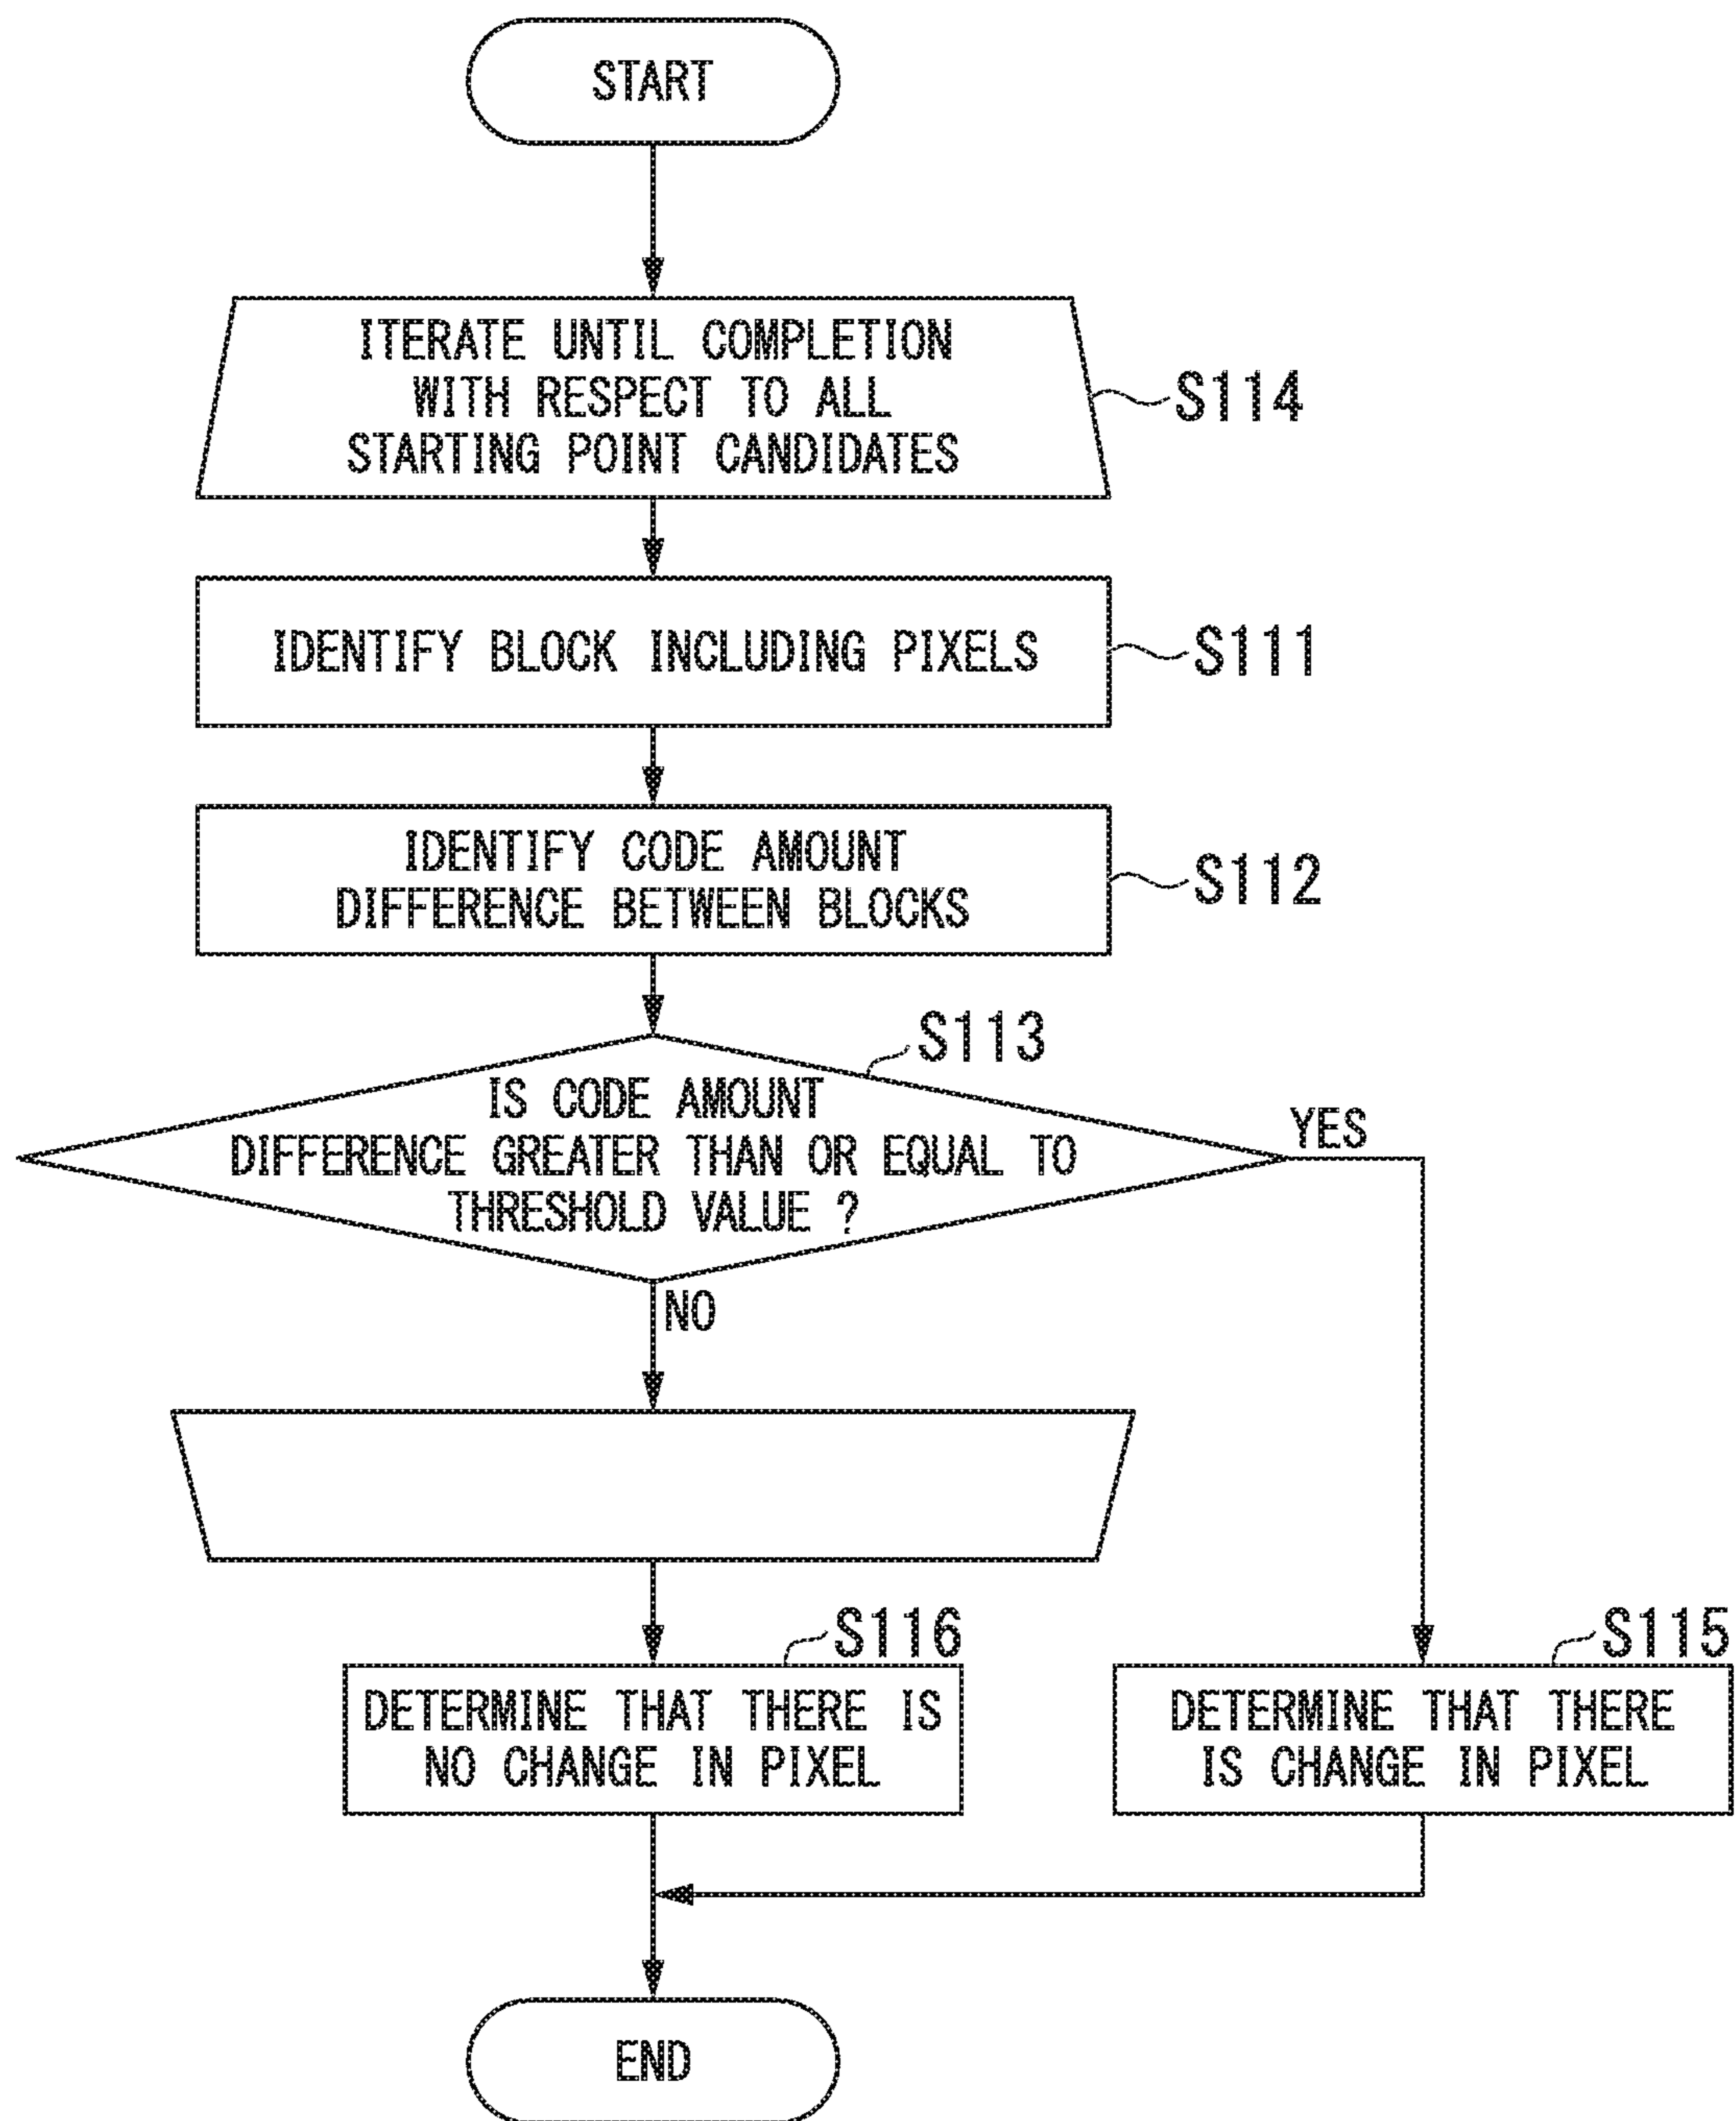 START
ITERATE UNTIL COMPLETION
WITH RESPECT TO ALL
STARTING POINT CANDIDATES
S114
IDENTIFY BLOCK INCLUDING PIXELS
S111
IDENTIFY CODE AMOUNT
DIFFERENCE BETWEEN BLOCKS
S112
S113
IS CODE AMOUNT
DIFFERENCE GREATER THAN OR EQUAL TO
THRESHOLD VALUE ?
YES
NO
S116
DETERMINE THAT THERE IS
NO CHANGE IN PIXEL
S115
DETERMINE THAT THERE
IS CHANGE IN PIXEL
END